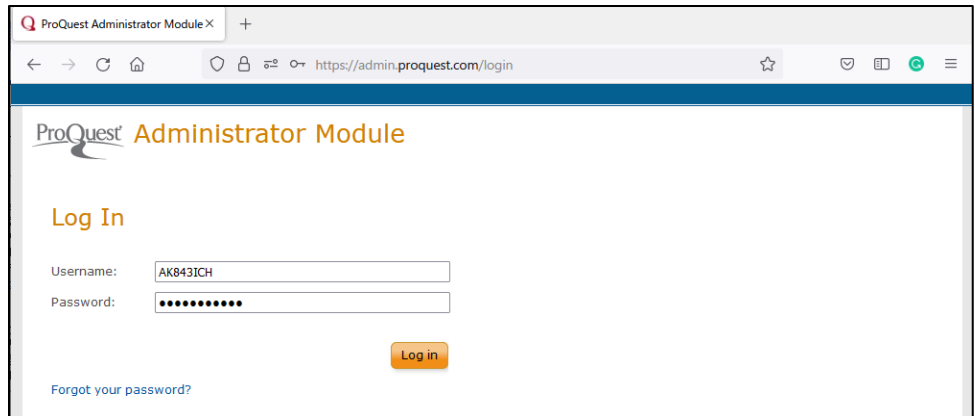 ProQuest Administrator Module
https://admin.proquest.com/login
ProQuest Administrator Module
Log In
Username: AK843ICH
Password: •••••••••••
Log in
Forgot your password?